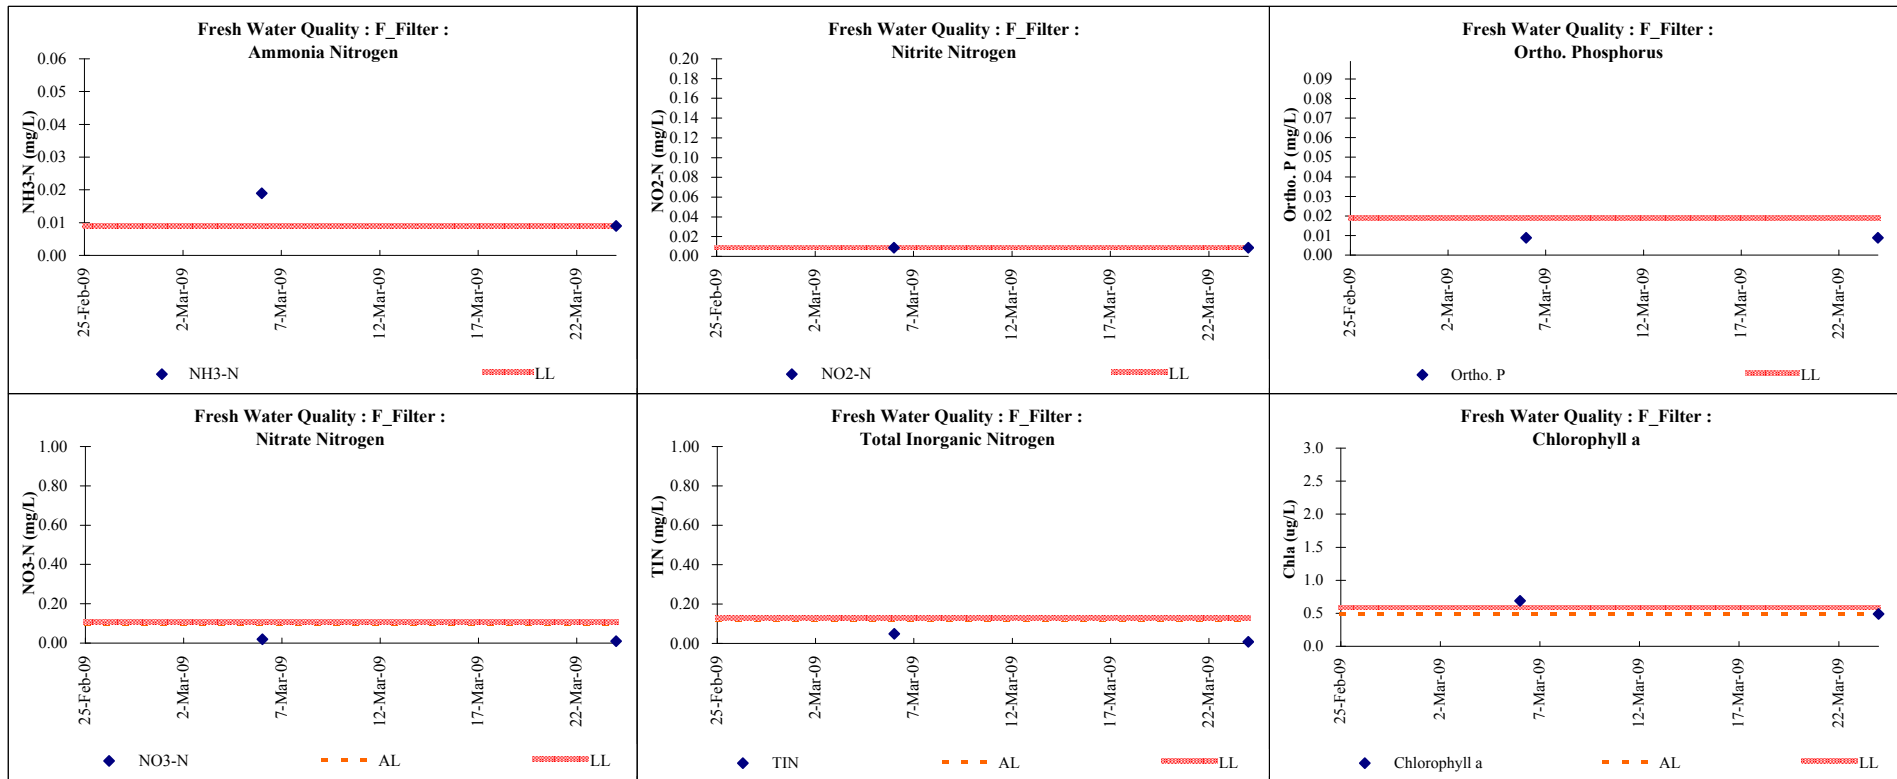 Fresh Water Quality : F_Filter :
Ammonia Nitrogen
NH3-N (mg/L)
0.06
0.05
0.04
0.03
0.02
0.01
0.00
25-Feb-09
2-Mar-09
7-Mar-09
12-Mar-09
17-Mar-09
22-Mar-09
NH3-N
LL
Fresh Water Quality : F_Filter :
Nitrite Nitrogen
NO2-N (mg/L)
0.20
0.18
0.16
0.14
0.12
0.10
0.08
0.06
0.04
0.02
0.00
25-Feb-09
2-Mar-09
7-Mar-09
12-Mar-09
17-Mar-09
22-Mar-09
NO2-N
LL
Fresh Water Quality : F_Filter :
Ortho. Phosphorus
Ortho. P (mg/L)
0.09
0.08
0.07
0.06
0.05
0.04
0.03
0.02
0.01
0.00
25-Feb-09
2-Mar-09
7-Mar-09
12-Mar-09
17-Mar-09
22-Mar-09
Ortho. P
LL
Fresh Water Quality : F_Filter :
Nitrate Nitrogen
NO3-N (mg/L)
1.00
0.80
0.60
0.40
0.20
0.00
25-Feb-09
2-Mar-09
7-Mar-09
12-Mar-09
17-Mar-09
22-Mar-09
NO3-N
AL
LL
Fresh Water Quality : F_Filter :
Total Inorganic Nitrogen
TIN (mg/L)
1.00
0.80
0.60
0.40
0.20
0.00
25-Feb-09
2-Mar-09
7-Mar-09
12-Mar-09
17-Mar-09
22-Mar-09
TIN
AL
LL
Fresh Water Quality : F_Filter :
Chlorophyll a
Chla (ug/L)
3.0
2.5
2.0
1.5
1.0
0.5
0.0
25-Feb-09
2-Mar-09
7-Mar-09
12-Mar-09
17-Mar-09
22-Mar-09
Chlorophyll a
AL
LL